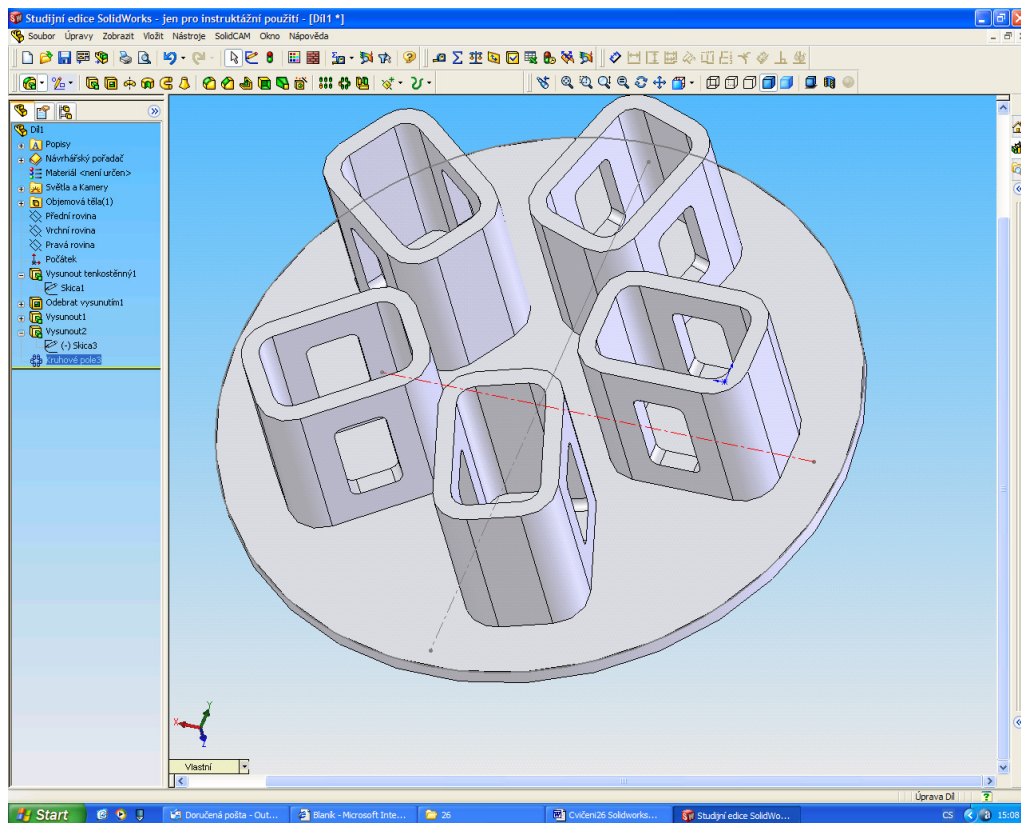 Studijní edice SolidWorks - jen pro instruktážní použití - [Díl1 *]
Soubor Úpravy Zobrazit Vložit Nástroje SolidCAM Okno Nápověda
Díl1
Popisy
Návrhářský pořadač
Materiál <není určen>
Světla a Kamery
Objemová těla(1)
Přední rovina
Vrchní rovina
Pravá rovina
Počátek
Vysunout tenkostěnný1
Skica1
Odebrat vysunutím1
Vysunout1
Vysunout2
(-) Skica3
Kruhové pole3
Y
X
Z
Vlastní
Úprava Díl
Start
Doručená pošta - Out...
Blaník - Microsoft Inte...
26
Cvičení26 Solidworks...
Studijní edice SolidWo...
CS
15:08